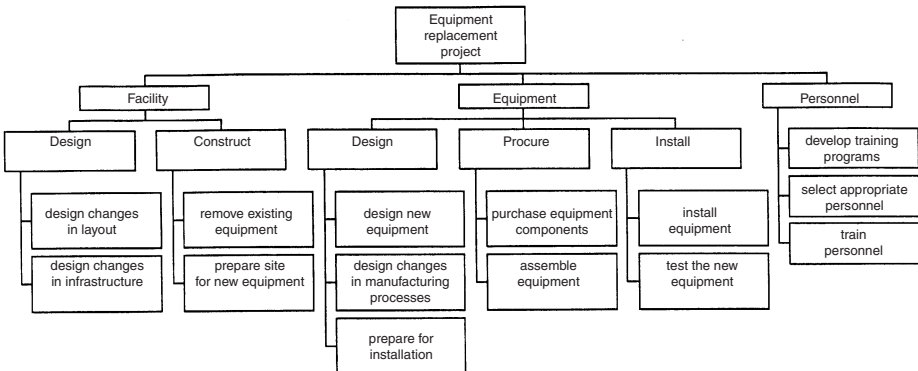 Equipment
replacement
project
Facility
Equipment
Personnel
Design
Construct
Design
Procure
Install
develop training
programs
select appropriate
personnel
train
personnel
design changes
in layout
design changes
in infrastructure
remove existing
equipment
prepare site
for new equipment
design new
equipment
design changes
in manufacturing
processes
prepare for
installation
purchase equipment
components
assemble
equipment
install
equipment
test the new
equipment